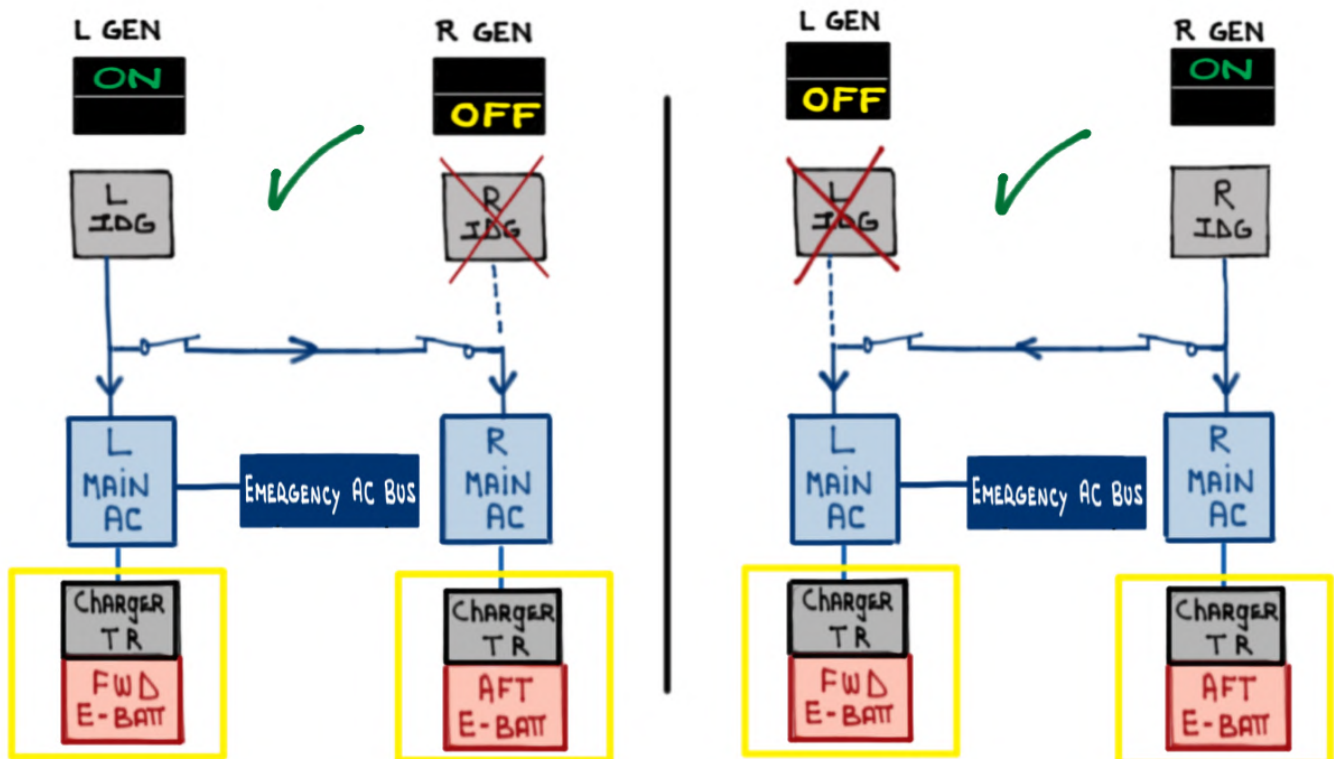 L GEN
ON
R GEN
OFF
L
IDG
R
IDG
L
MAIN
AC
EMERGENCY AC BUS
R
MAIN
AC
CHARGER
TR
FWD
E-BATT
CHARGER
TR
AFT
E-BATT
L GEN
OFF
R GEN
ON
L
IDG
R
IDG
L
MAIN
AC
EMERGENCY AC BUS
R
MAIN
AC
CHARGER
TR
FWD
E-BATT
CHARGER
TR
AFT
E-BATT